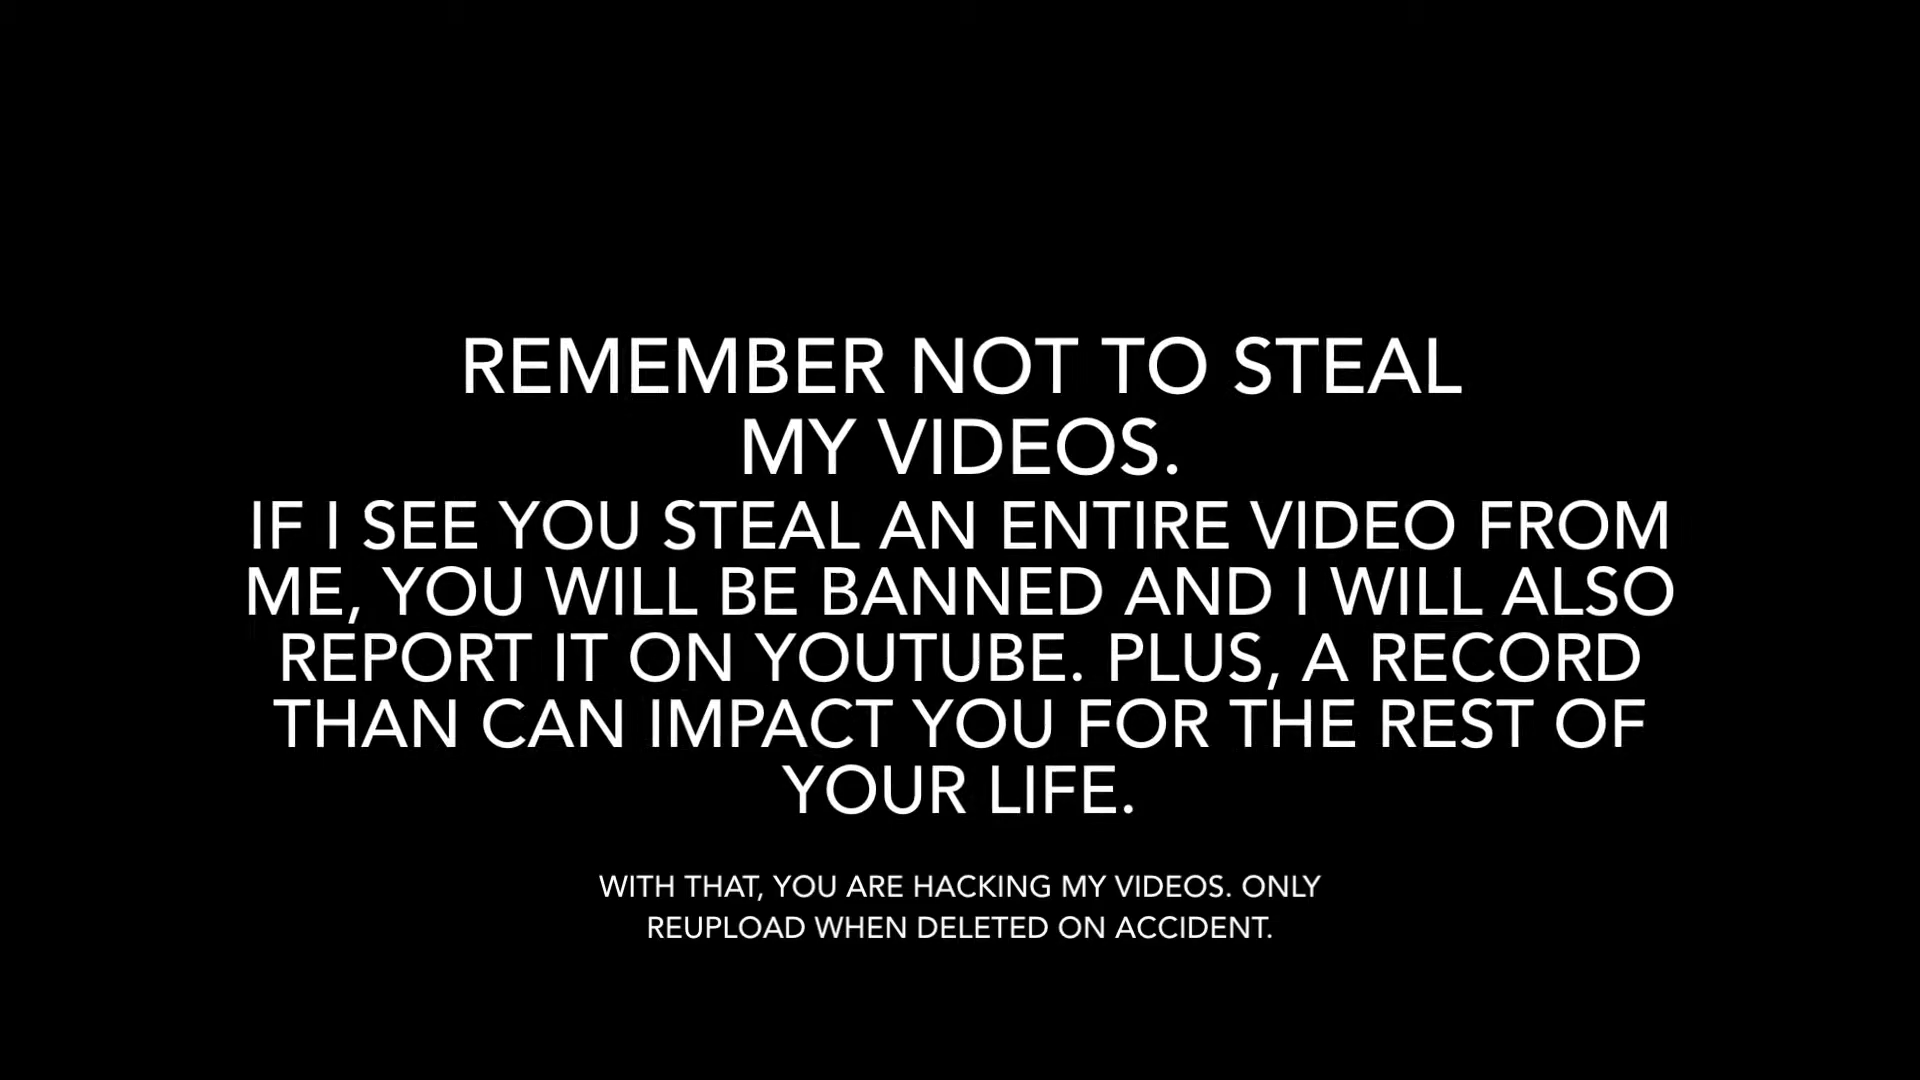 REMEMBER NOT TO STEAL
MY VIDEOS.
IF I SEE YOU STEAL AN ENTIRE VIDEO FROM
ME, YOU WILL BE BANNED AND I WILL ALSO
REPORT IT ON YOUTUBE. PLUS, A RECORD
THAN CAN IMPACT YOU FOR THE REST OF
YOUR LIFE.
WITH THAT, YOU ARE HACKING MY VIDEOS. ONLY
REUPLOAD WHEN DELETED ON ACCIDENT.